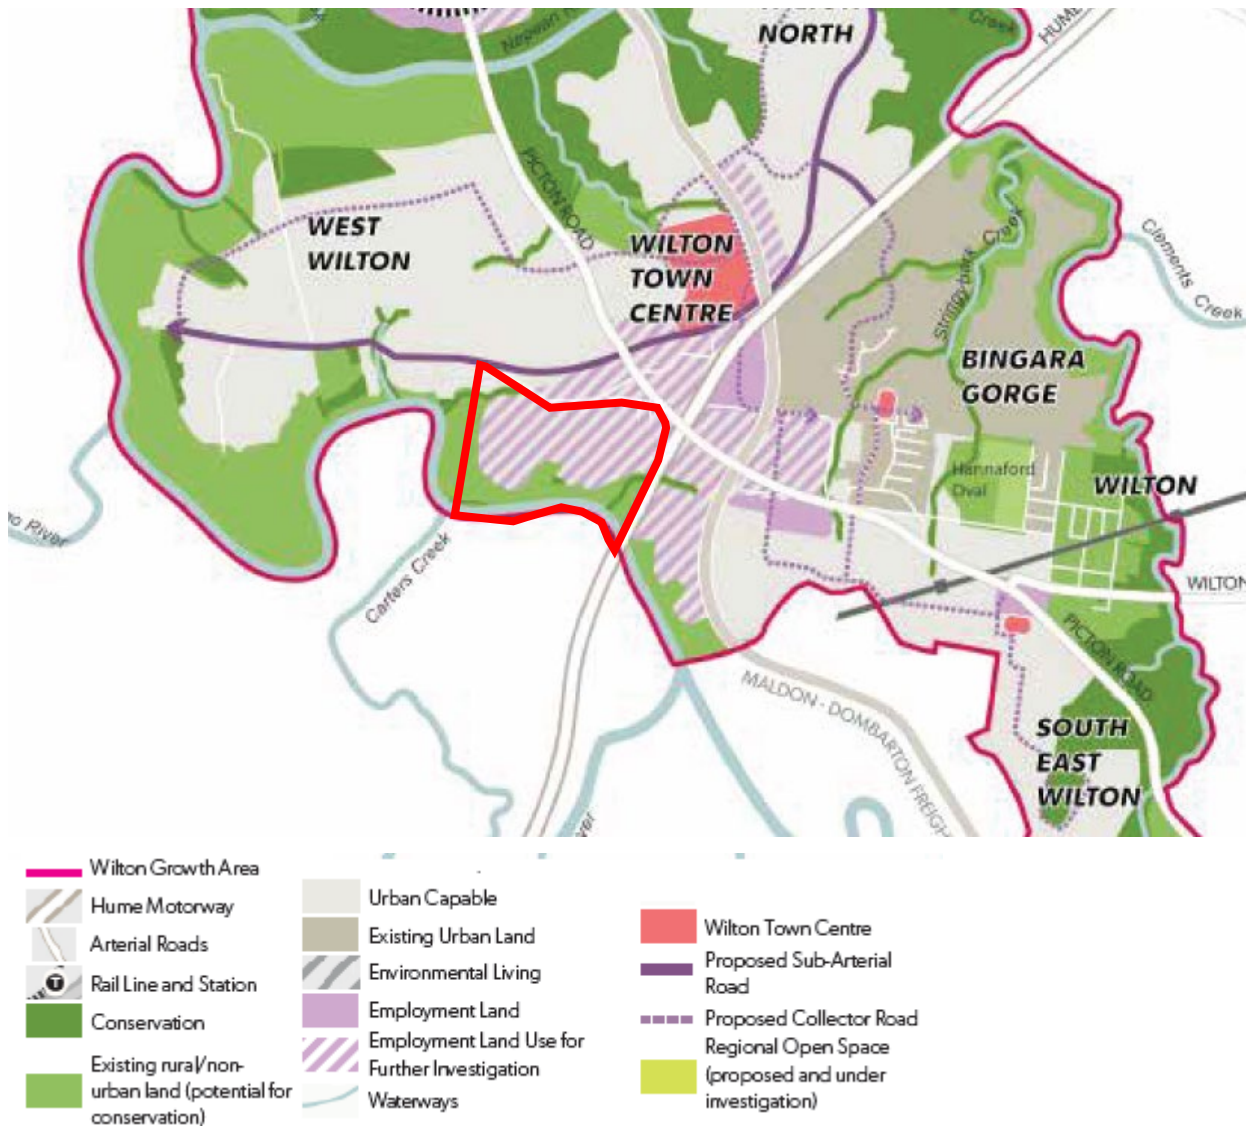 Nepean
Creek
HUME
NORTH
PICTON ROAD
WEST
WILTON
WILTON
TOWN
CENTRE
Clements Creek
Stringybark Creek
BINGARA
GORGE
Hannaford
Oval
WILTON
River
Carters Creek
WILTON
PICTON ROAD
MALDON - DOMBARTON FREIGH
SOUTH
EAST
WILTON
Wilton Growth Area
Hume Motorway
Arterial Roads
T
Rail Line and Station
Conservation
Existing rural/non-
urban land (potential for
conservation)
Urban Capable
Existing Urban Land
Environmental Living
Employment Land
Employment Land Use for
Further Investigation
Waterways
Wilton Town Centre
Proposed Sub-Arterial
Road
Proposed Collector Road
Regional Open Space
(proposed and under
investigation)